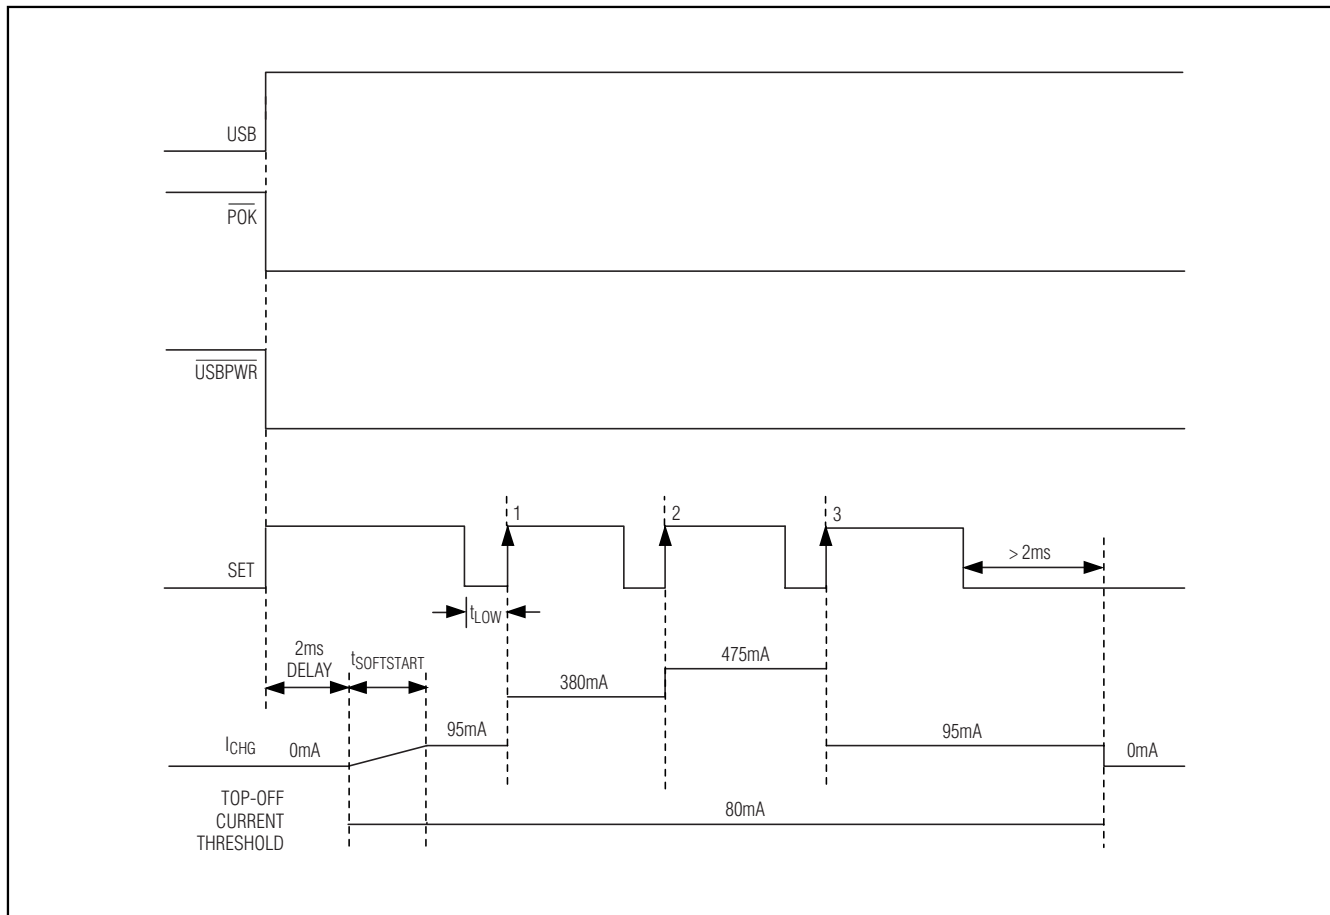 USB
POK
USBPWR
SET
1
2
3
> 2ms
tLOW
2ms
DELAY
tSOFTSTART
475mA
380mA
95mA
95mA
ICHG
0mA
0mA
TOP-OFF
CURRENT
THRESHOLD
80mA